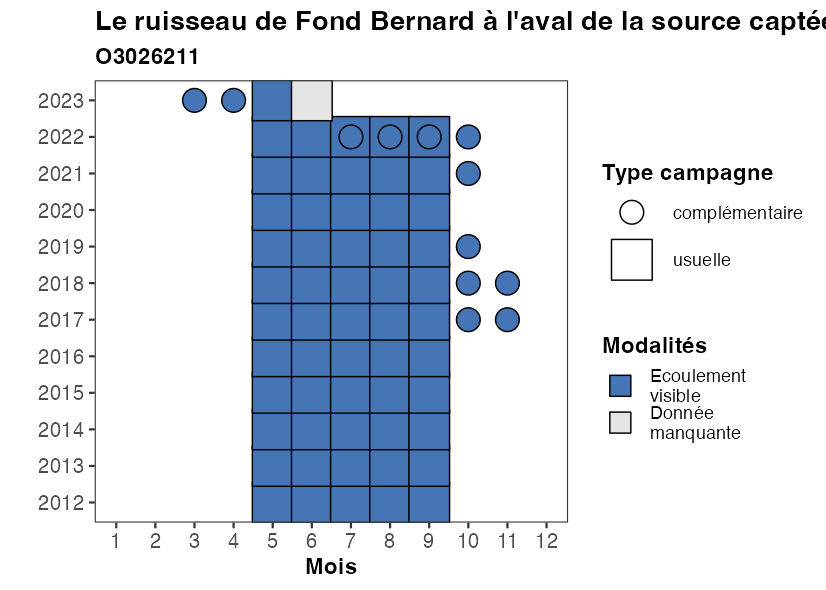 Le ruisseau de Fond Bernard à l'aval de la source captée
O3026211
2023
2022
2021
2020
2019
2018
2017
2016
2015
2014
2013
2012
1 2 3 4 5 6 7 8 9 10 11 12
Mois
Type campagne
complémentaire
usuelle
Modalités
Ecoulement
visible
Donnée
manquante